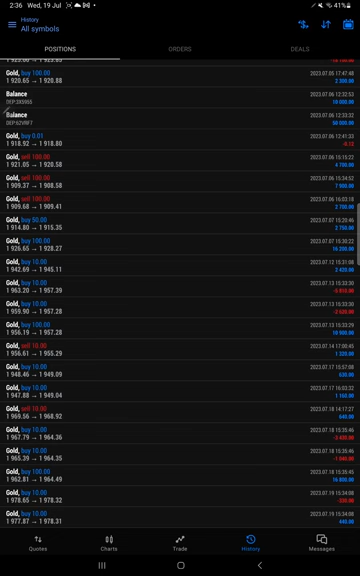 2:36 Wed, 19 Jul 41%
History
All symbols
POSITIONS ORDERS DEALS
Gold, buy 100.00 2023.07.05 17:47:48
1 920.65 → 1 920.88 2 300.00
Balance 2023.07.06 12:32:53
10 000.00
Balance 2023.07.06 12:33:32
50 000.00
Gold, buy 0.01 2023.07.06 12:41:33
1 918.92 → 1 918.80 -0.12
Gold, sell 100.00 2023.07.06 15:15:22
1 921.05 → 1 920.58 4 700.00
Gold, sell 100.00 2023.07.06 15:34:52
1 909.37 → 1 908.58 7 900.00
Gold, sell 100.00 2023.07.06 16:03:18
1 909.68 → 1 909.41 2 700.00
Gold, buy 50.00 2023.07.07 15:20:46
1 914.80 → 1 915.35 2 750.00
Gold, buy 100.00 2023.07.07 15:30:22
1 926.65 → 1 928.27 16 200.00
Gold, buy 10.00 2023.07.12 15:31:08
1 942.69 → 1 945.11 2 420.00
Gold, buy 10.00 2023.07.13 15:33:30
1 963.20 → 1 957.39 -5 810.00
Gold, buy 10.00 2023.07.13 15:33:36
1 959.90 → 1 957.28 -2 620.00
Gold, buy 100.00 2023.07.13 15:33:29
1 956.19 → 1 957.28 10 900.00
Gold, sell 10.00 2023.07.14 17:00:45
1 956.61 → 1 955.29 1 320.00
Gold, buy 10.00 2023.07.17 15:57:08
1 948.46 → 1 949.09 630.00
Gold, buy 10.00 2023.07.17 16:03:33
1 947.88 → 1 949.04 1 160.00
Gold, sell 10.00 2023.07.18 14:17:27
1 969.56 → 1 968.92 640.00
Gold, buy 10.00 2023.07.18 15:35:46
1 967.79 → 1 964.36 -3 430.00
Gold, buy 10.00 2023.07.18 15:35:46
1 965.39 → 1 964.35 -1 040.00
Gold, buy 100.00 2023.07.18 15:35:45
1 962.81 → 1 964.49 16 800.00
Gold, buy 10.00 2023.07.19 15:34:08
1 978.65 → 1 978.32 -330.00
Gold, buy 10.00 2023.07.19 15:34:08
1 977.87 → 1 978.31 440.00
Quotes Charts Trade History Messages